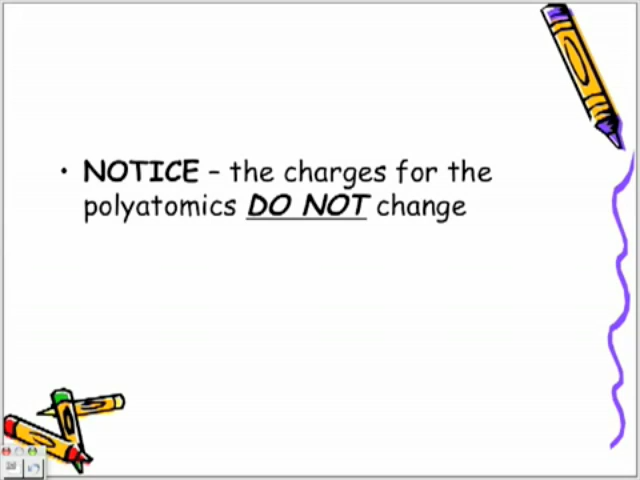 • NOTICE – the charges for the
polyatomics DO NOT change